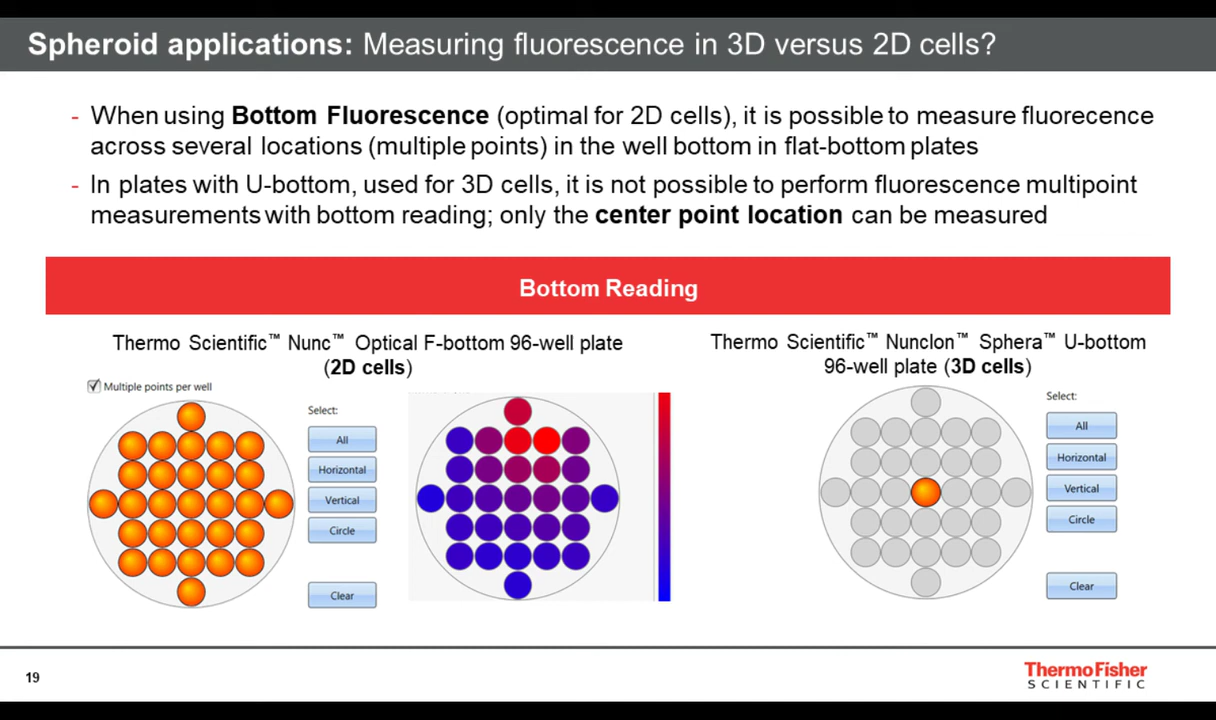 Spheroid applications: Measuring fluorescence in 3D versus 2D cells?
- When using Bottom Fluorescence (optimal for 2D cells), it is possible to measure fluorecence
across several locations (multiple points) in the well bottom in flat-bottom plates
- In plates with U-bottom, used for 3D cells, it is not possible to perform fluorescence multipoint
measurements with bottom reading; only the center point location can be measured
Bottom Reading
Thermo Scientific™ Nunc™ Optical F-bottom 96-well plate
(2D cells)
Multiple points per well
Select:
All
Horizontal
Vertical
Circle
Clear
Thermo Scientific™ Nunclon™ Sphera™ U-bottom
96-well plate (3D cells)
Select:
All
Horizontal
Vertical
Circle
Clear
19
ThermoFisher
SCIENTIFIC